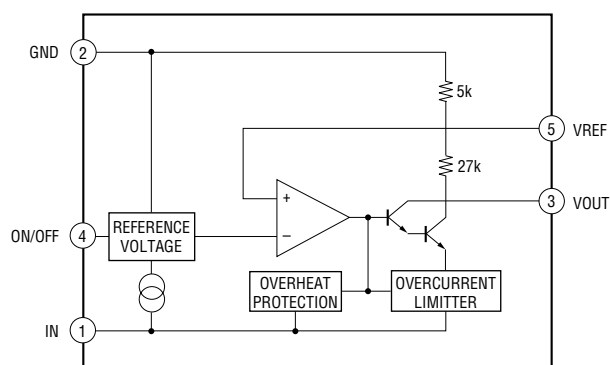 GND 2
5k
5 VREF
27k
+
3 VOUT
ON/OFF 4
REFERENCE
VOLTAGE
−
OVERHEAT
PROTECTION
OVERCURRENT
LIMITTER
IN 1